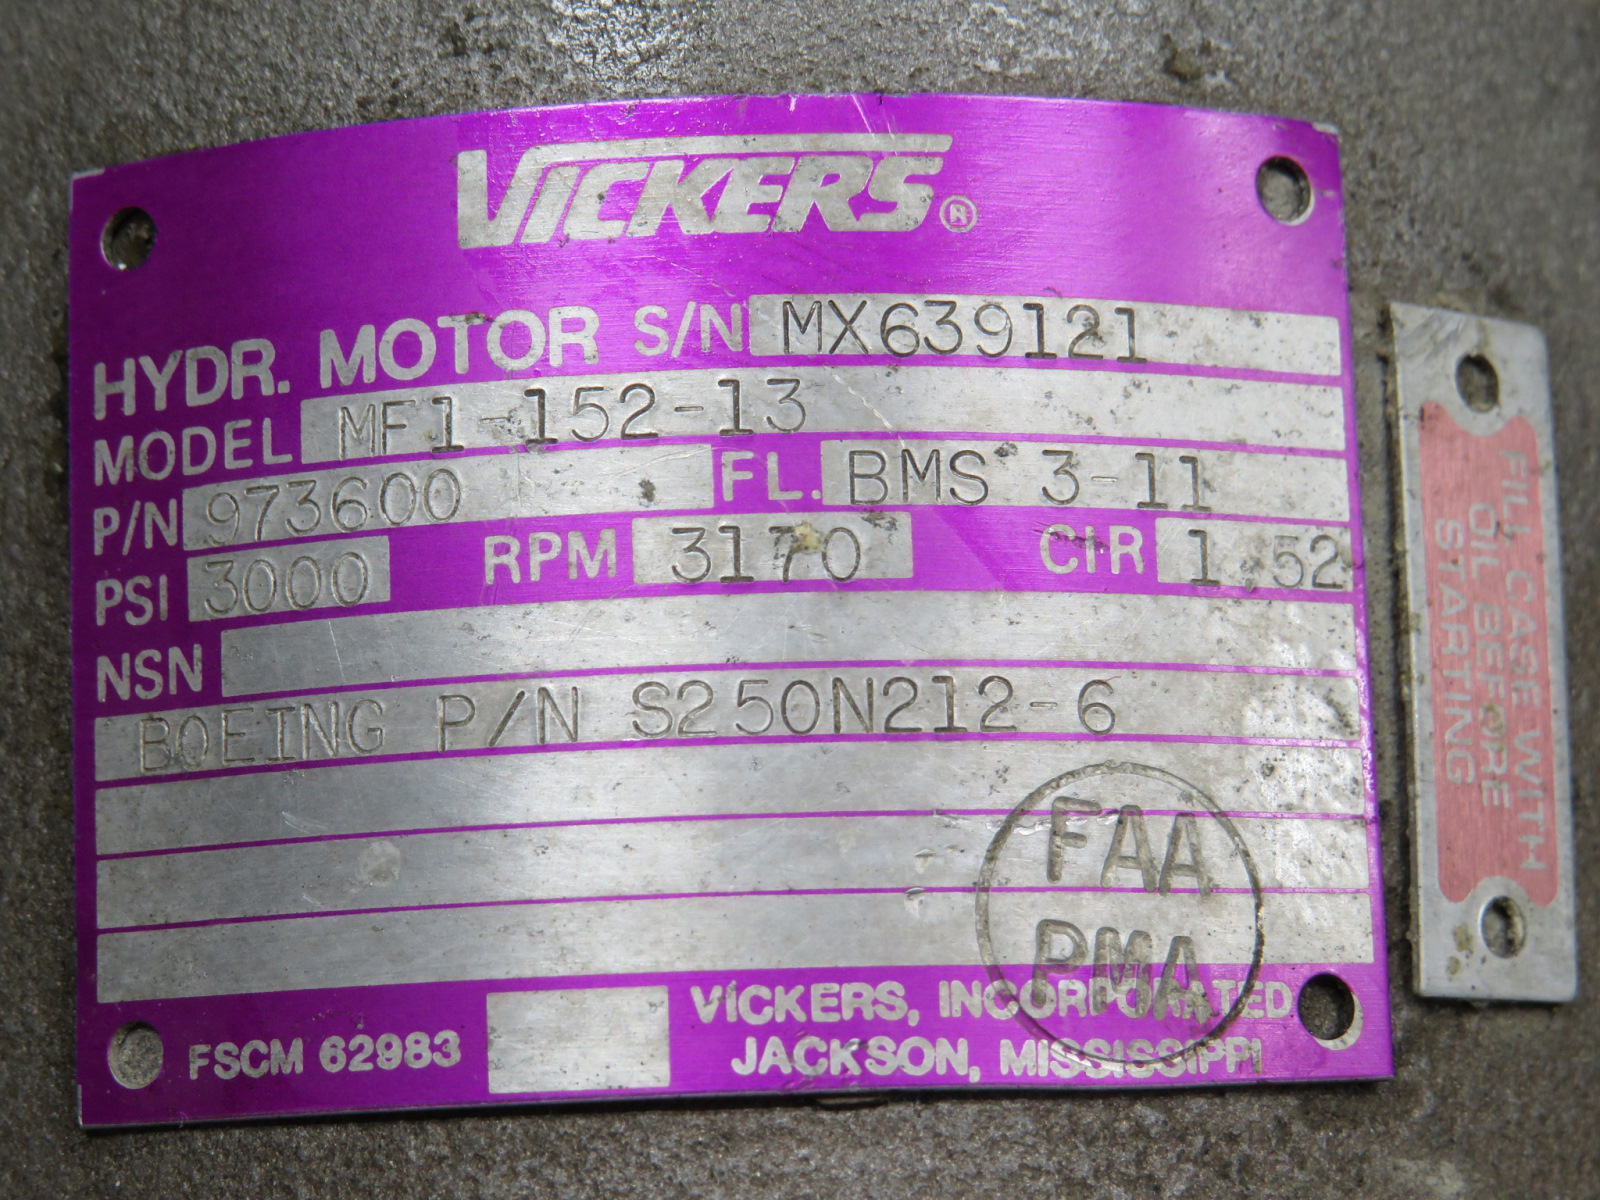 VICKERS®
HYDR. MOTOR S/N MX639121
MODEL MF1-152-13
P/N 973600 FL. BMS 3-11
PSI 3000 RPM 3170 CIR 1.52
NSN
BOEING P/N S250N212-6
FAA
PMA
FSCM 62983
VICKERS, INCORPORATED
JACKSON, MISSISSIPPI
FILL CASE WITH
OIL BEFORE
STARTING